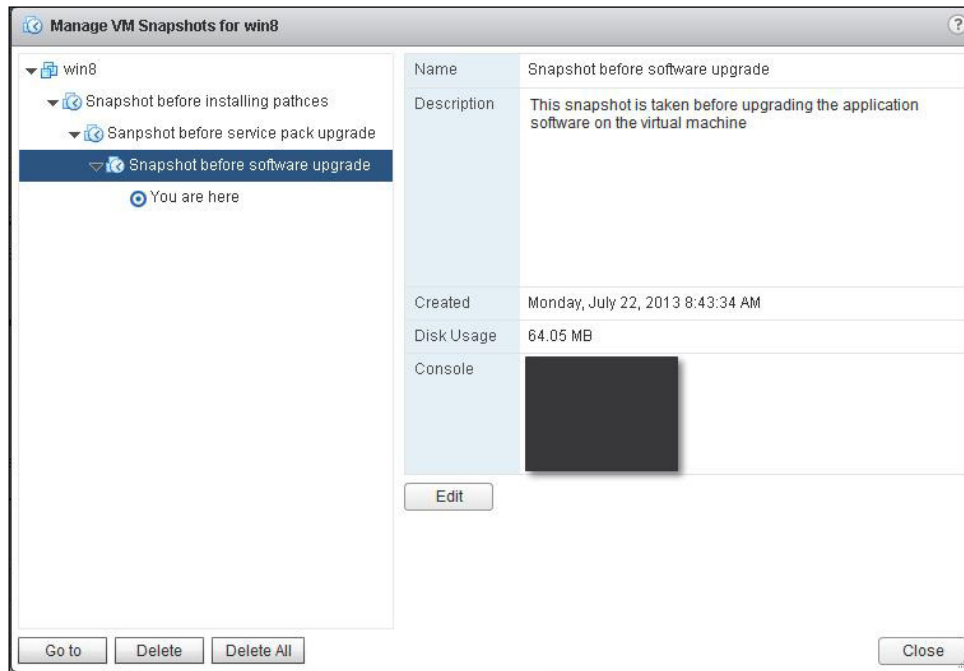 Manage VM Snapshots for win8
?
win8
Snapshot before installing pathces
Sanpshot before service pack upgrade
Snapshot before software upgrade
You are here
Name
Snapshot before software upgrade
Description
This snapshot is taken before upgrading the application
software on the virtual machine
Created
Monday, July 22, 2013 8:43:34 AM
Disk Usage
64.05 MB
Console
Edit
Go to
Delete
Delete All
Close